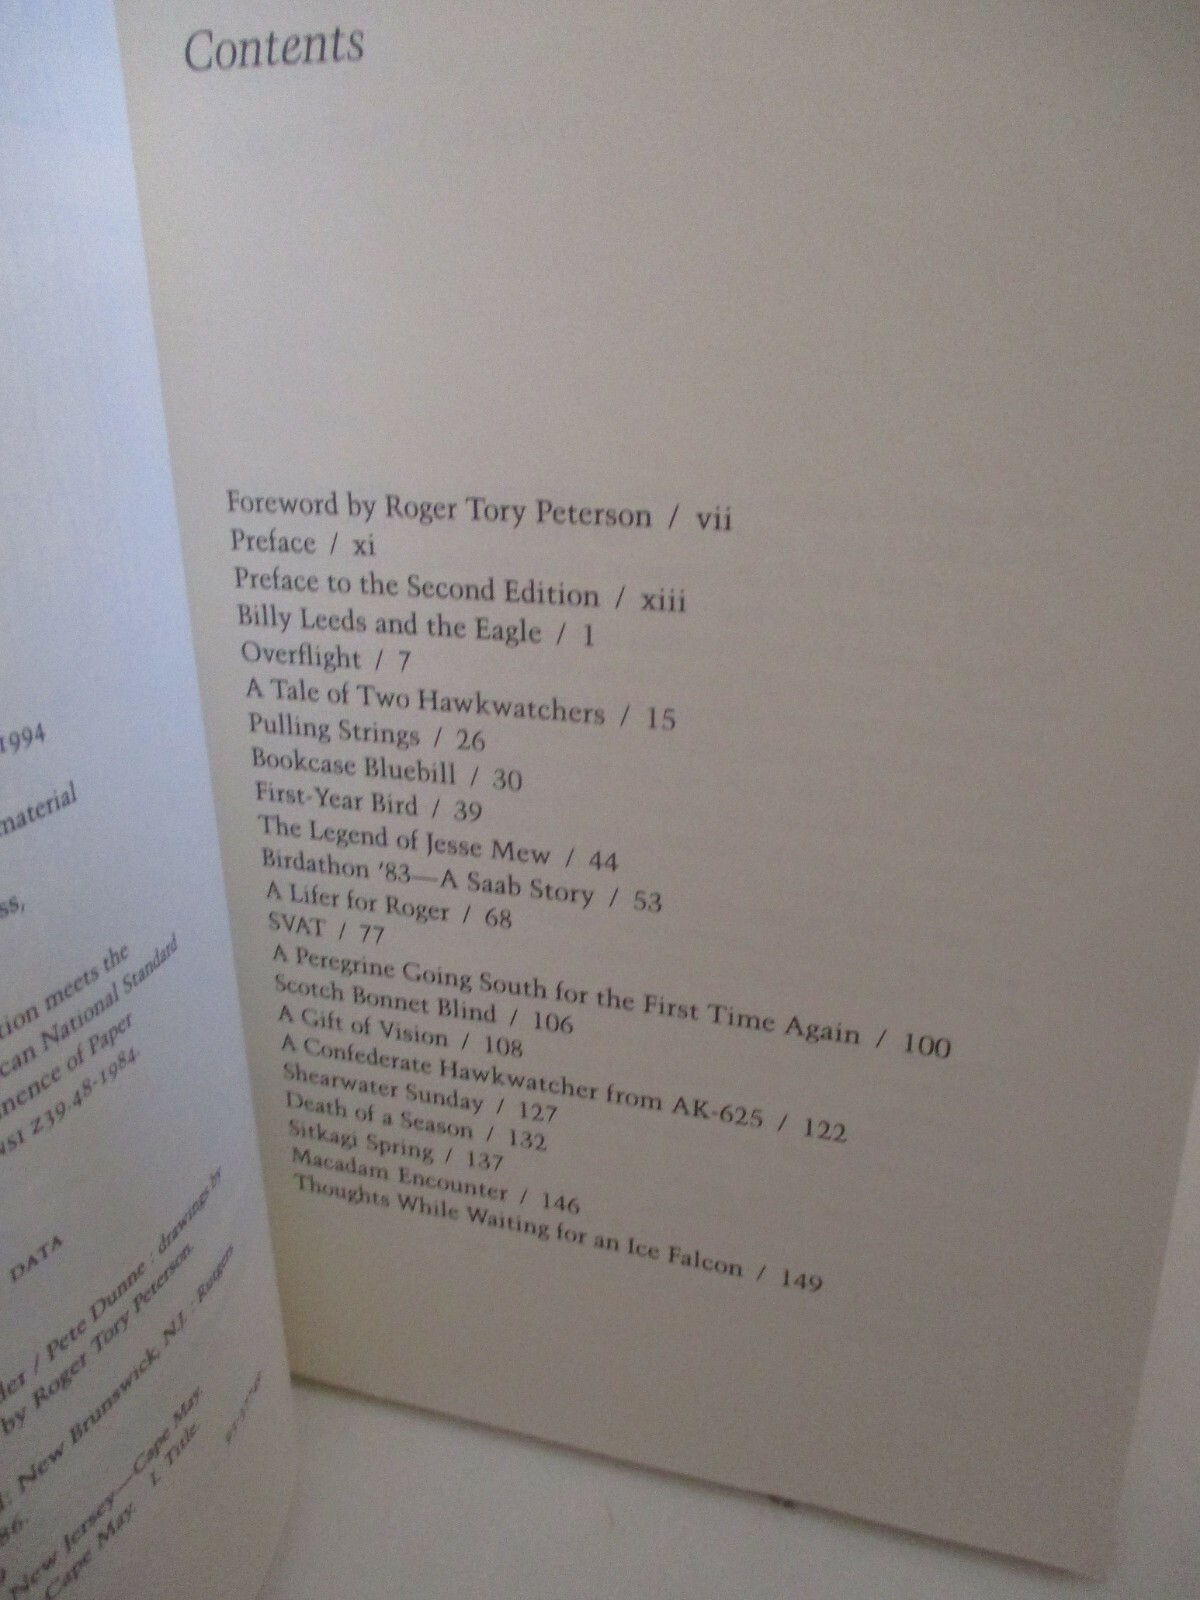 1994
material
ss,
tion meets the
can National Standard
nence of Paper
NSI Z39.48-1984.
DATA
der / Pete Dunne : drawings by
by Roger Tory Peterson.
New Brunswick, N.J. : Rutgers
86.
New Jersey—Cape May.
Cape May. I. Title.
Contents
Foreword by Roger Tory Peterson / vii
Preface / xi
Preface to the Second Edition / xiii
Billy Leeds and the Eagle / 1
Overflight / 7
A Tale of Two Hawkwatchers / 15
Pulling Strings / 26
Bookcase Bluebill / 30
First-Year Bird / 39
The Legend of Jesse Mew / 44
Birdathon '83—A Saab Story / 53
A Lifer for Roger / 68
SVAT / 77
A Peregrine Going South for the First Time Again / 100
Scotch Bonnet Blind / 106
A Gift of Vision / 108
A Confederate Hawkwatcher from AK-625 / 122
Shearwater Sunday / 127
Death of a Season / 132
Sitkagi Spring / 137
Macadam Encounter / 146
Thoughts While Waiting for an Ice Falcon / 149